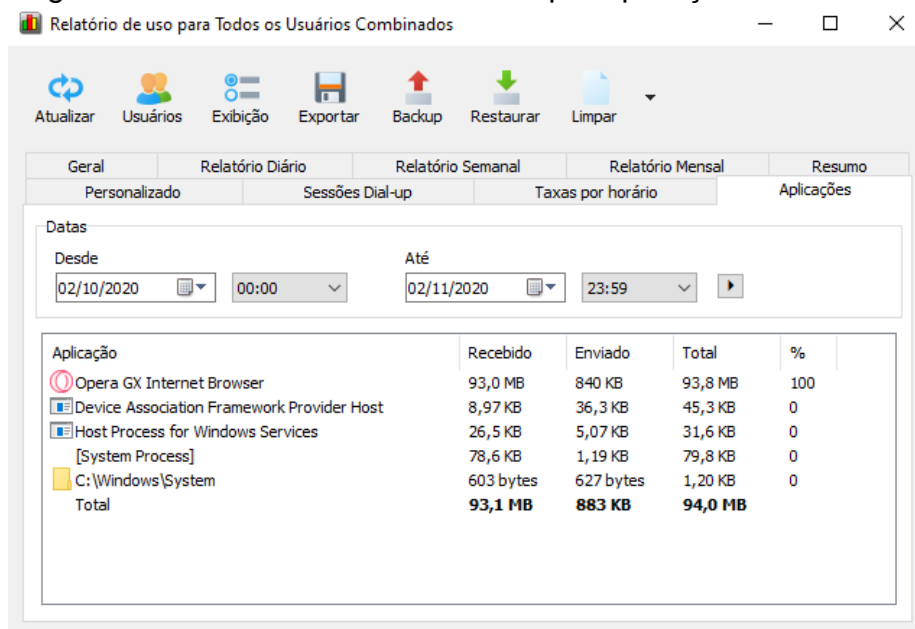 Relatório de uso para Todos os Usuários Combinados
Atualizar Usuários Exibição Exportar Backup Restaurar Limpar
Geral Relatório Diário Relatório Semanal Relatório Mensal Resumo
Personalizado Sessões Dial-up Taxas por horário Aplicações
Datas
Desde Até
02/10/2020 00:00 02/11/2020 23:59
Aplicação Recebido Enviado Total %
Opera GX Internet Browser 93,0 MB 840 KB 93,8 MB 100
Device Association Framework Provider Host 8,97 KB 36,3 KB 45,3 KB 0
Host Process for Windows Services 26,5 KB 5,07 KB 31,6 KB 0
[System Process] 78,6 KB 1,19 KB 79,8 KB 0
C:\Windows\System 603 bytes 627 bytes 1,20 KB 0
Total 93,1 MB 883 KB 94,0 MB